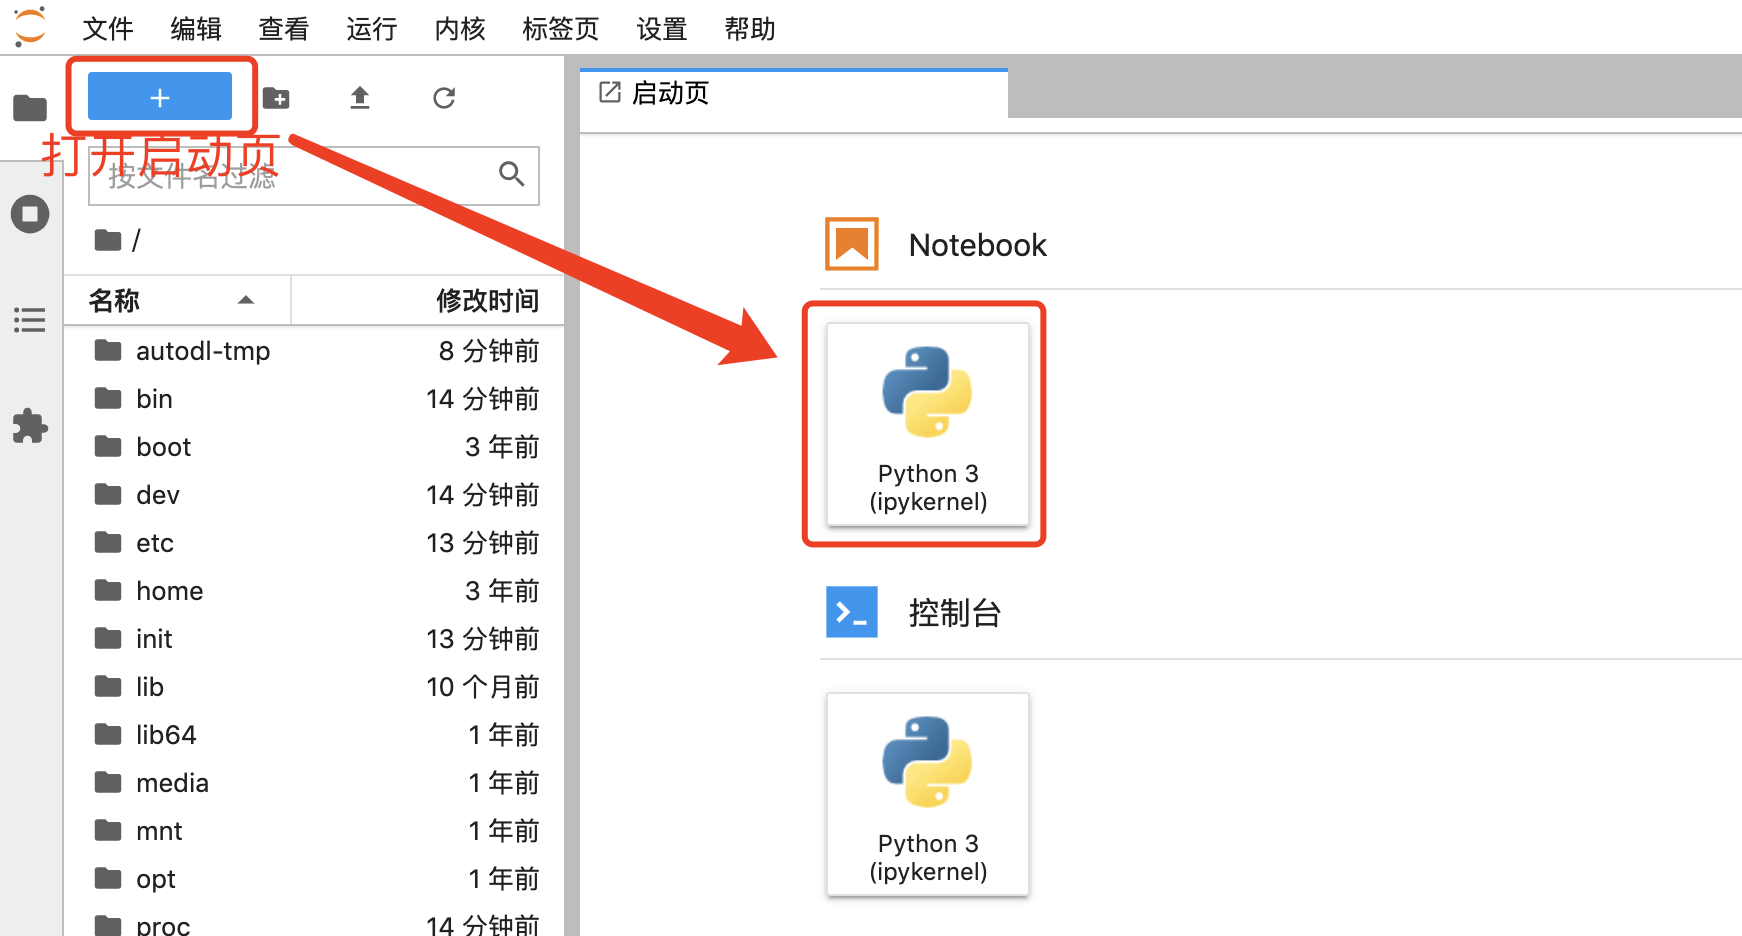 文件 编辑 查看 运行 内核 标签页 设置 帮助
启动页
打开启动页
按文件名过滤
/
名称 修改时间
autodl-tmp 8 分钟前
bin 14 分钟前
boot 3 年前
dev 14 分钟前
etc 13 分钟前
home 3 年前
init 13 分钟前
lib 10 个月前
lib64 1 年前
media 1 年前
mnt 1 年前
opt 1 年前
proc 14 分钟前
Notebook
Python 3
(ipykernel)
控制台
Python 3
(ipykernel)